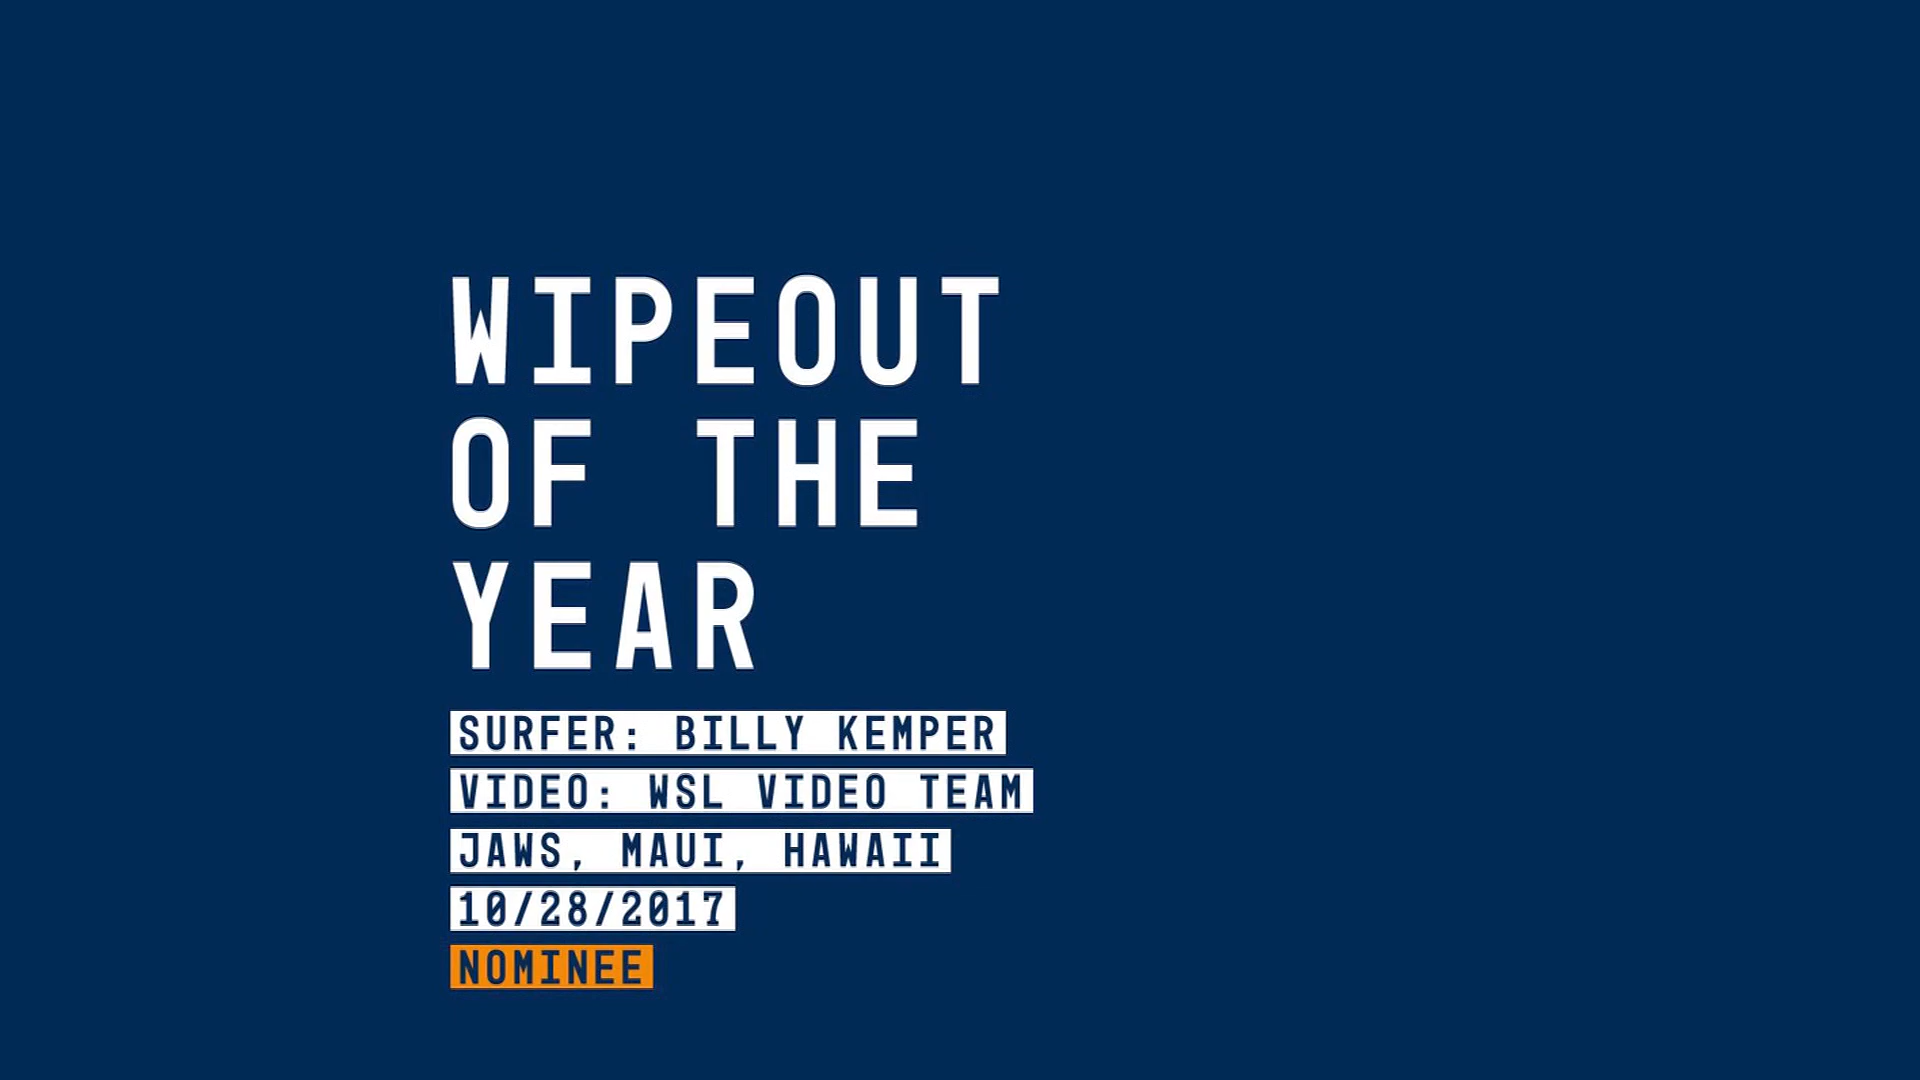 WIPEOUT
OF THE
YEAR
SURFER: BILLY KEMPER
VIDEO: WSL VIDEO TEAM
JAWS, MAUI, HAWAII
10/28/2017
NOMINEE